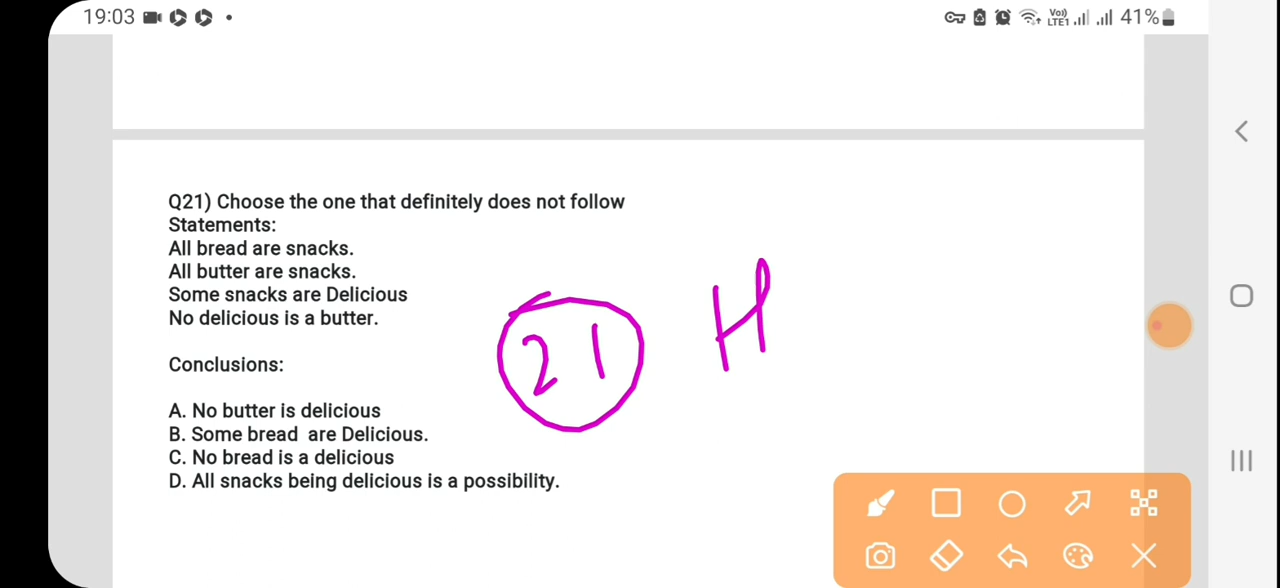 19:03 Vo)) LTE1 41%
Q21) Choose the one that definitely does not follow
Statements:
All bread are snacks.
All butter are snacks.
Some snacks are Delicious
No delicious is a butter.
21 H
Conclusions:
A. No butter is delicious
B. Some bread are Delicious.
C. No bread is a delicious
D. All snacks being delicious is a possibility.